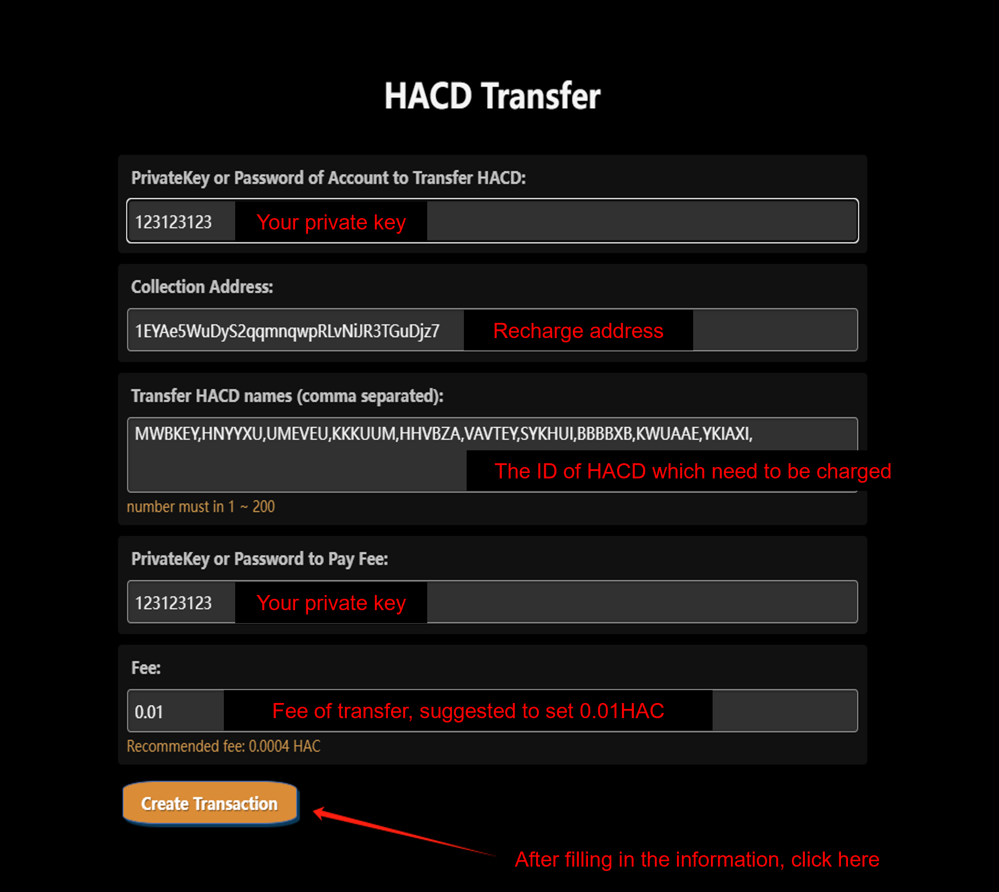 HACD Transfer
PrivateKey or Password of Account to Transfer HACD:
123123123 Your private key
Collection Address:
1EYAe5WuDyS2qqmnqwpRLvNiJR3TGuDjz7 Recharge address
Transfer HACD names (comma separated):
MWBKEY,HNYYXU,UMEVEU,KKKUUM,HHVBZA,VAVTEY,SYKHUI,BBBBXB,KWUAAE,YKIAXI,
The ID of HACD which need to be charged
number must in 1 ~ 200
PrivateKey or Password to Pay Fee:
123123123 Your private key
Fee:
0.01 Fee of transfer, suggested to set 0.01HAC
Recommended fee: 0.0004 HAC
Create Transaction
After filling in the information, click here